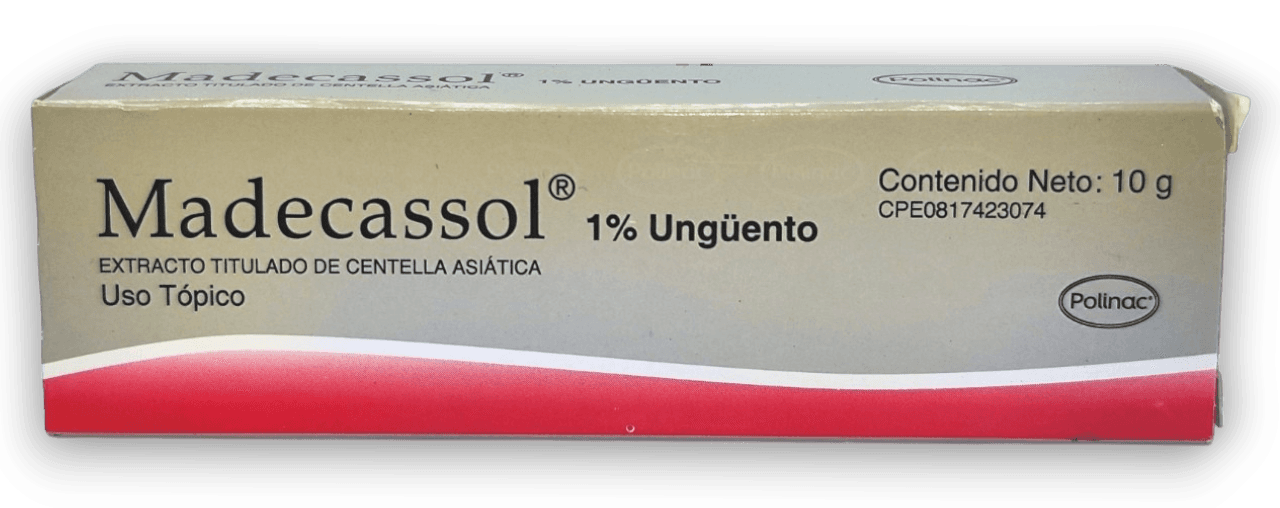 Madecassol® 1% UNGÜENTO
EXTRACTO TITULADO DE CENTELLA ASIÁTICA
Polinac
Madecassol® 1% Ungüento
EXTRACTO TITULADO DE CENTELLA ASIÁTICA
Uso Tópico
Contenido Neto: 10 g
CPE0817423074
Polinac®